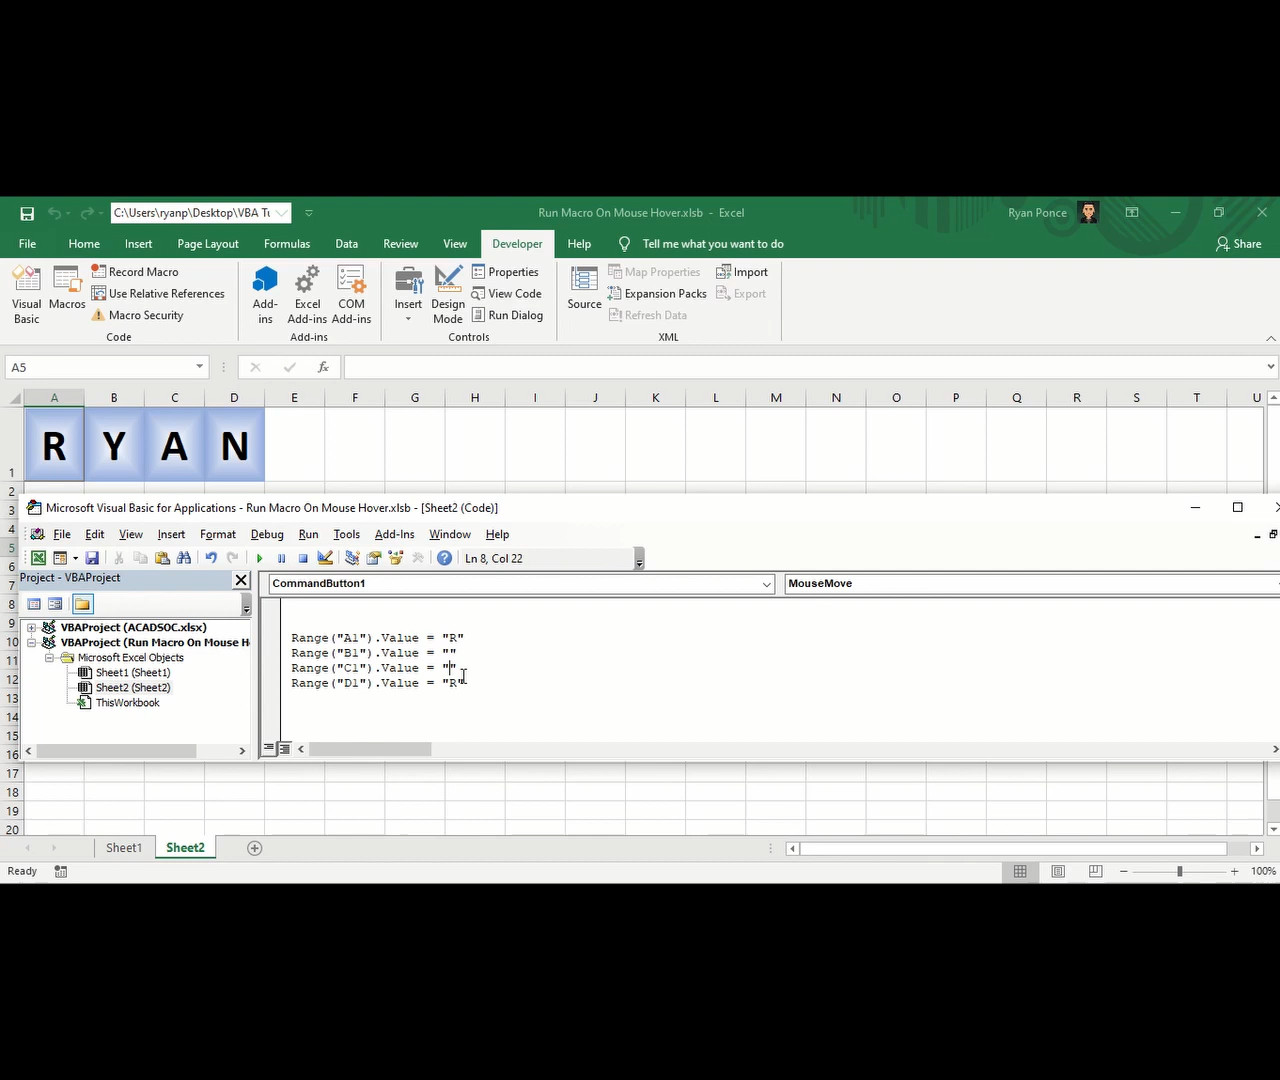 C:\Users\ryanp\Desktop\VBA Tu
Run Macro On Mouse Hover.xlsb - Excel
Ryan Ponce
File Home Insert Page Layout Formulas Data Review View Developer Help Tell me what you want to do Share
Visual Basic
Macros
Record Macro
Use Relative References
Macro Security
Code
Add-ins
Excel Add-ins
COM Add-ins
Add-ins
Insert
Design Mode
Properties
View Code
Run Dialog
Controls
Source
Map Properties
Expansion Packs
Refresh Data
Import
Export
XML
A5
fx
A B C D E F G H I J K L M N O P Q R S T U
1 R Y A N
2
3
4
5
6
7
8
9
10
11
12
13
14
15
16
17
18
19
20
Microsoft Visual Basic for Applications - Run Macro On Mouse Hover.xlsb - [Sheet2 (Code)]
File Edit View Insert Format Debug Run Tools Add-Ins Window Help
Ln 8, Col 22
Project - VBAProject
VBAProject (ACADSOC.xlsx)
VBAProject (Run Macro On Mouse H
Microsoft Excel Objects
Sheet1 (Sheet1)
Sheet2 (Sheet2)
ThisWorkbook
CommandButton1
MouseMove
Range("A1").Value = "R"
Range("B1").Value = ""
Range("C1").Value = ""
Range("D1").Value = "R"
Sheet1 Sheet2
Ready
100%